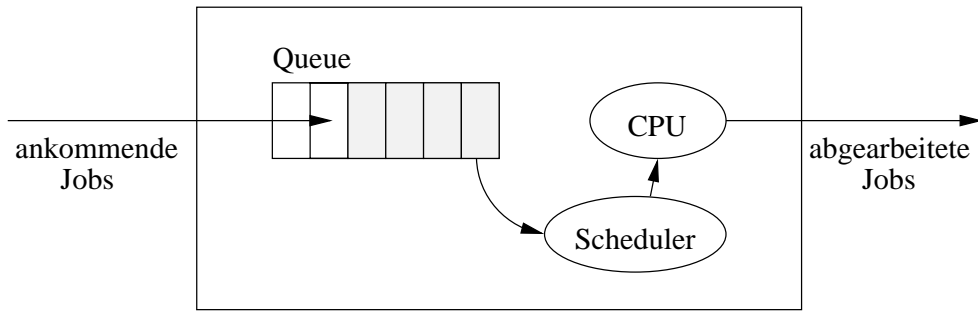 Queue
CPU
ankommende
Jobs
abgearbeitete
Jobs
Scheduler